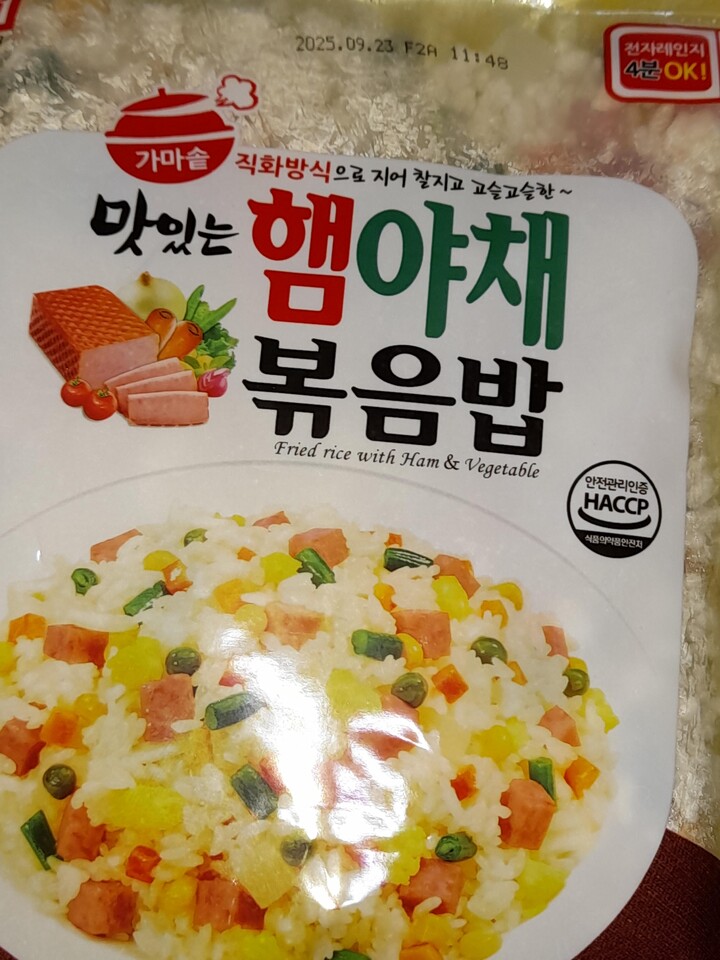 2025.09.23 F2A 11:48
전자레인지
4분 OK!
가마솥
직화방식으로 지어 찰지고 고슬고슬한~
맛있는 햄야채
볶음밥
Fried rice with Ham & Vegetable
안전관리인증
HACCP
식품의약품안전처